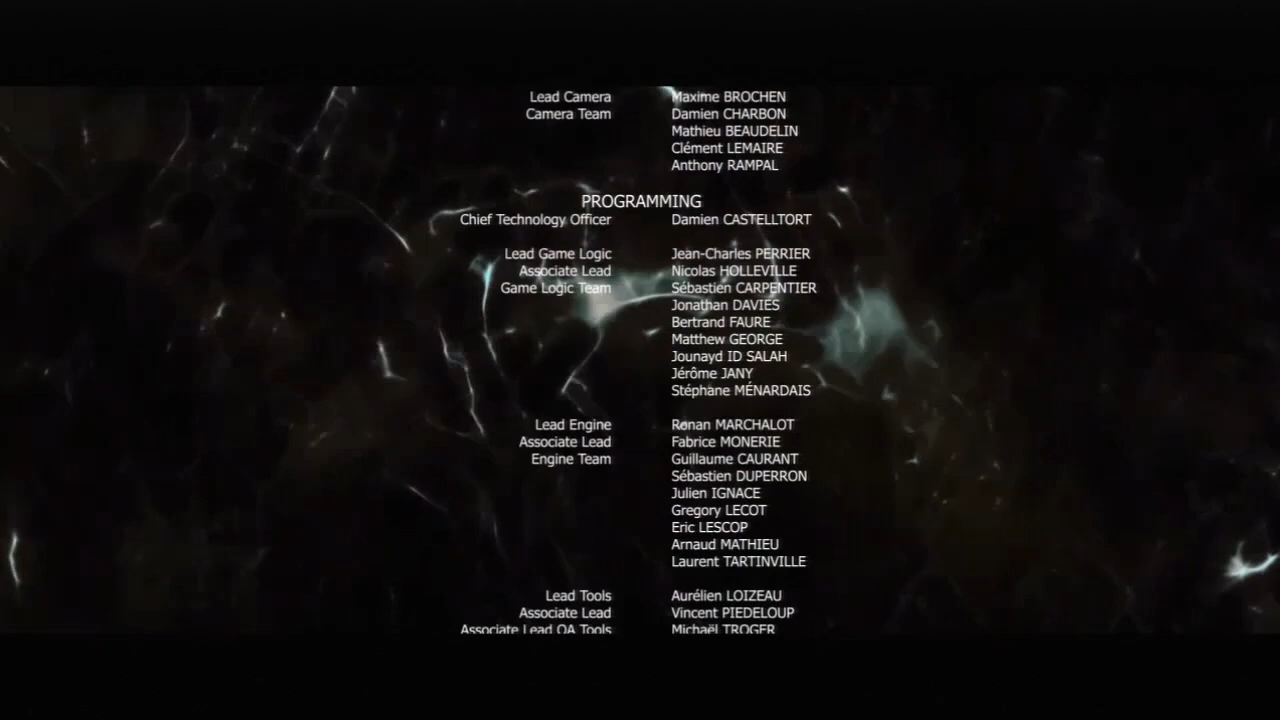 Lead Camera Maxime BROCHEN
Camera Team Damien CHARBON
Mathieu BEAUDELIN
Clément LEMAIRE
Anthony RAMPAL
PROGRAMMING
Chief Technology Officer Damien CASTELLTORT
Lead Game Logic Jean-Charles PERRIER
Associate Lead Nicolas HOLLEVILLE
Game Logic Team Sébastien CARPENTIER
Jonathan DAVIES
Bertrand FAURE
Matthew GEORGE
Jounayd ID SALAH
Jérôme JANY
Stéphane MÉNARDAIS
Lead Engine Ronan MARCHALOT
Associate Lead Fabrice MONERIE
Engine Team Guillaume CAURANT
Sébastien DUPERRON
Julien IGNACE
Gregory LECOT
Eric LESCOP
Arnaud MATHIEU
Laurent TARTINVILLE
Lead Tools Aurélien LOIZEAU
Associate Lead Vincent PIEDELOUP
Associate Lead QA Tools Michaël TROGER